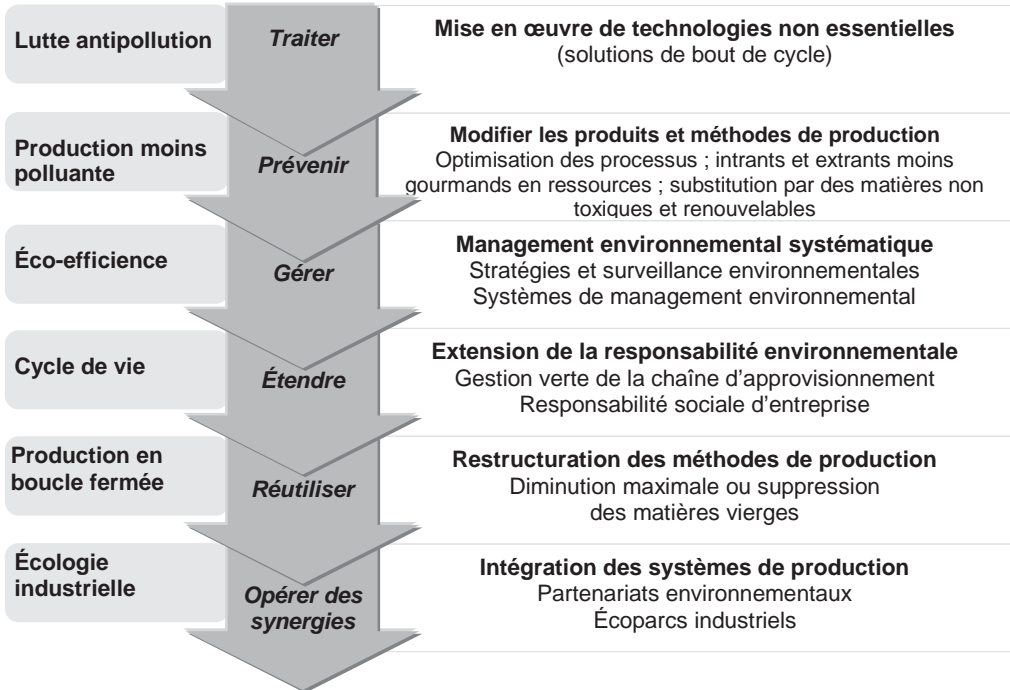 Lutte antipollution
Traiter
Mise en œuvre de technologies non essentielles
(solutions de bout de cycle)
Production moins
polluante
Prévenir
Modifier les produits et méthodes de production
Optimisation des processus ; intrants et extrants moins
gourmands en ressources ; substitution par des matières non
toxiques et renouvelables
Éco-efficience
Gérer
Management environnemental systématique
Stratégies et surveillance environnementales
Systèmes de management environnemental
Cycle de vie
Étendre
Extension de la responsabilité environnementale
Gestion verte de la chaîne d'approvisionnement
Responsabilité sociale d'entreprise
Production en
boucle fermée
Réutiliser
Restructuration des méthodes de production
Diminution maximale ou suppression
des matières vierges
Écologie
industrielle
Opérer des
synergies
Intégration des systèmes de production
Partenariats environnementaux
Écoparcs industriels